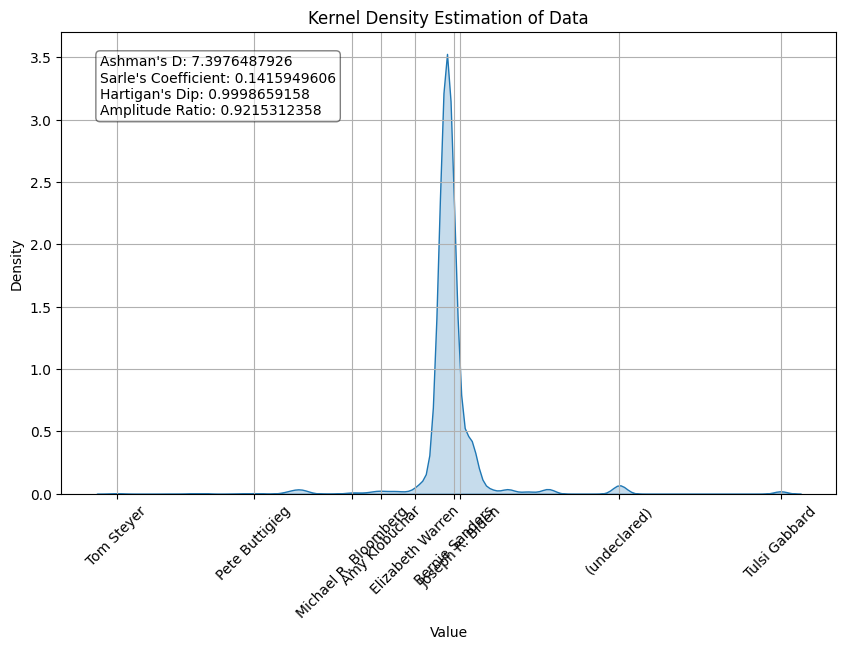 Kernel Density Estimation of Data
Ashman's D: 7.3976487926
Sarle's Coefficient: 0.1415949606
Hartigan's Dip: 0.9998659158
Amplitude Ratio: 0.9215312358
Density
3.5
3.0
2.5
2.0
1.5
1.0
0.5
0.0
Tom Steyer
Pete Buttigieg
Michael R. Bloomberg
Amy Klobuchar
Elizabeth Warren
Bernie Sanders
Joseph R. Biden
(undeclared)
Tulsi Gabbard
Value